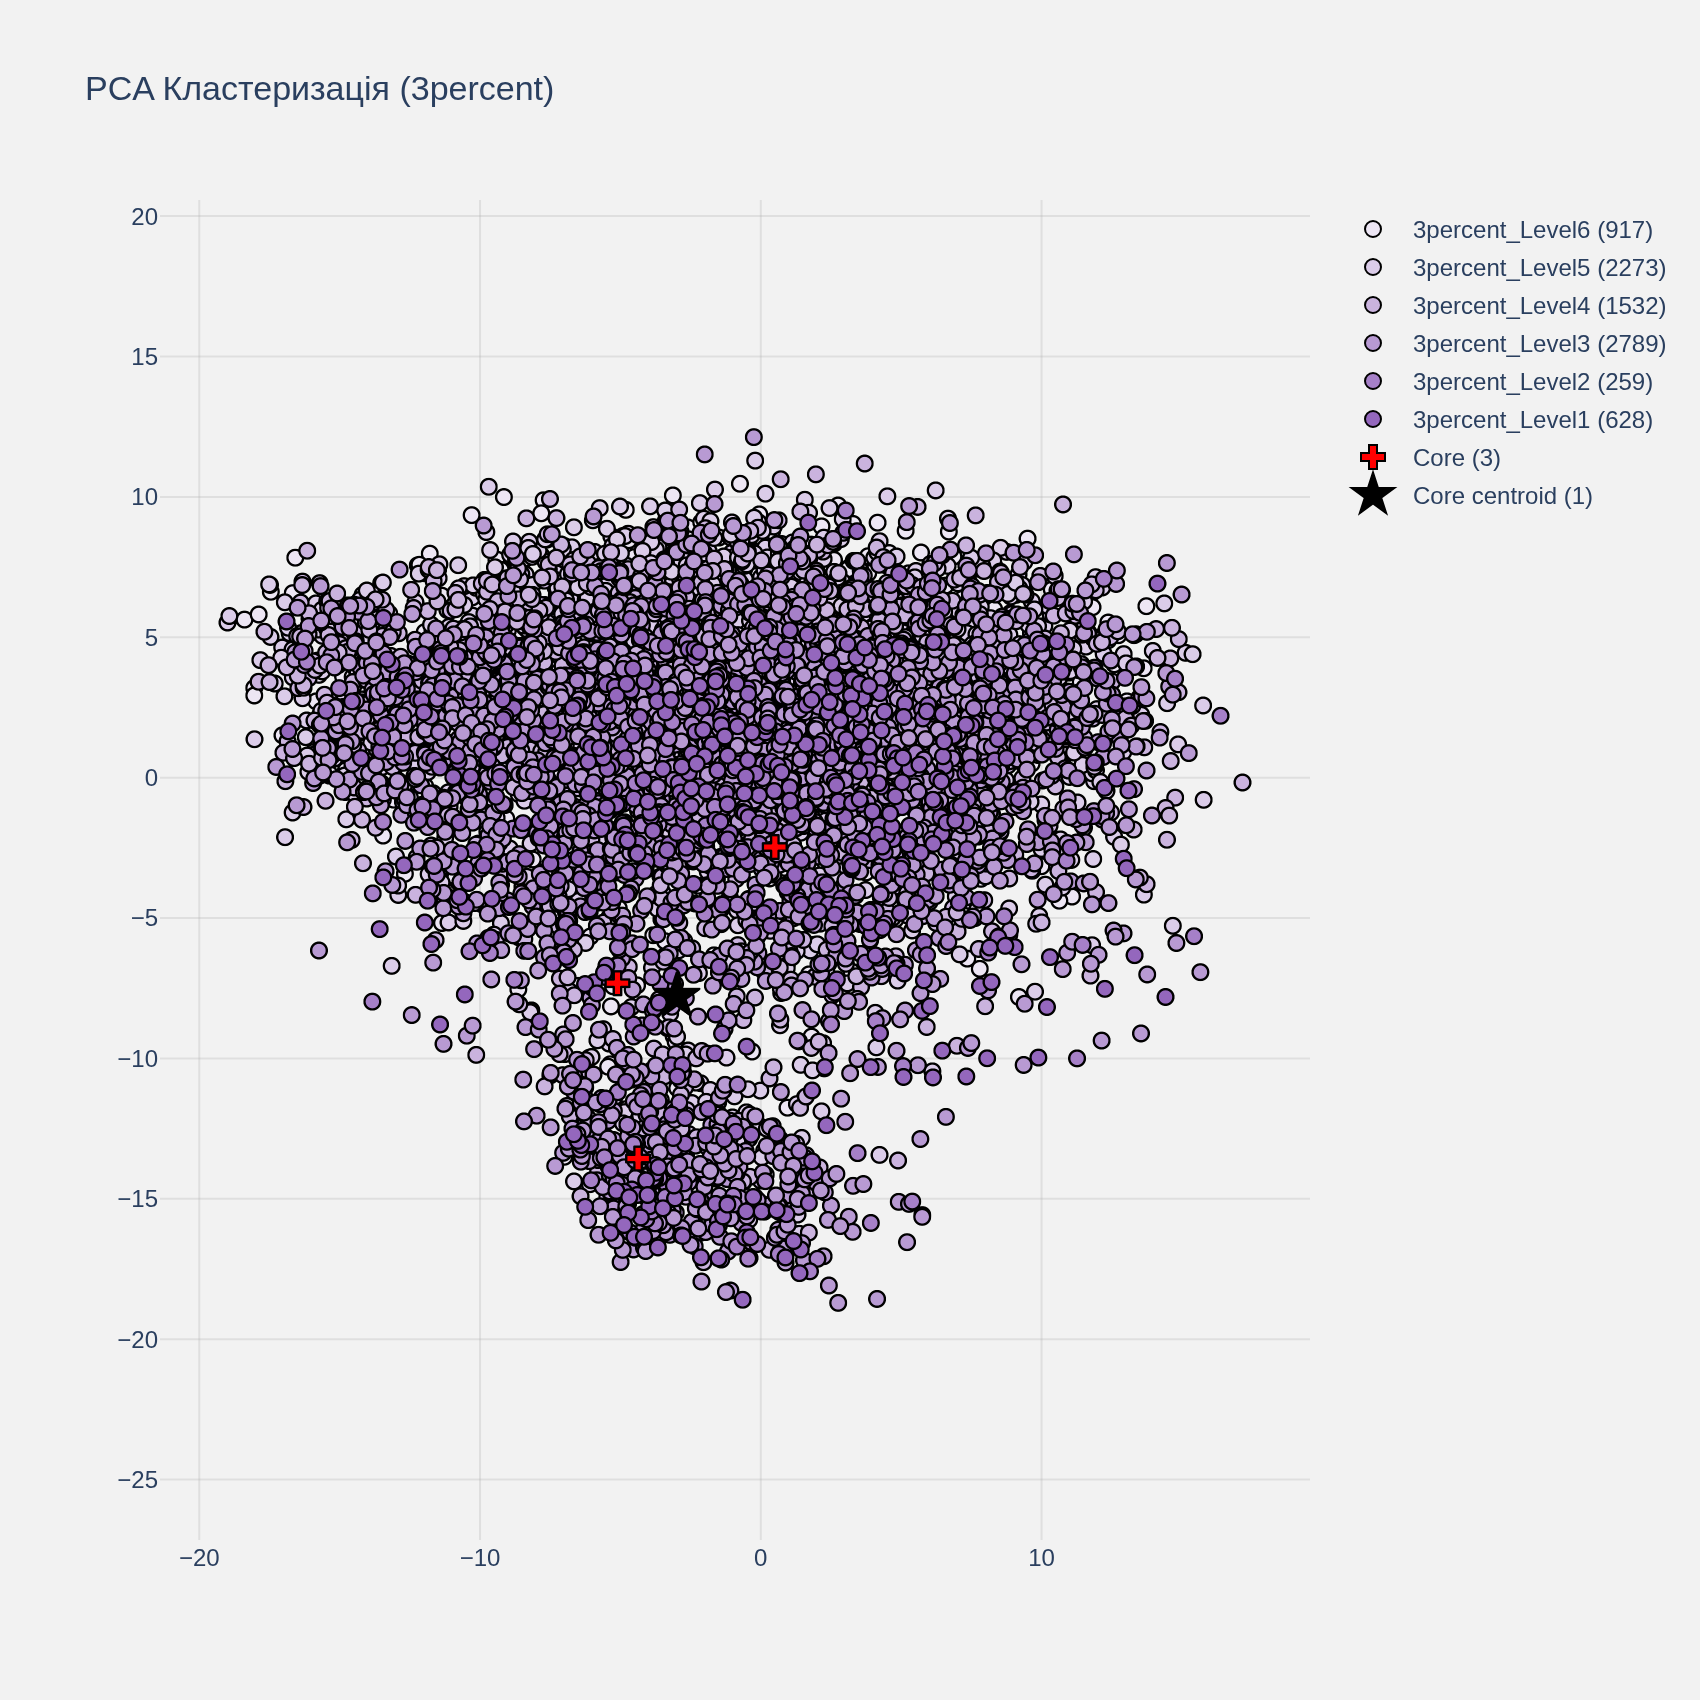 PCA Кластеризація (3percent)
20
15
10
5
0
−5
−10
−15
−20
−25
−20
−10
0
10
3percent_Level6 (917)
3percent_Level5 (2273)
3percent_Level4 (1532)
3percent_Level3 (2789)
3percent_Level2 (259)
3percent_Level1 (628)
Core (3)
Core centroid (1)